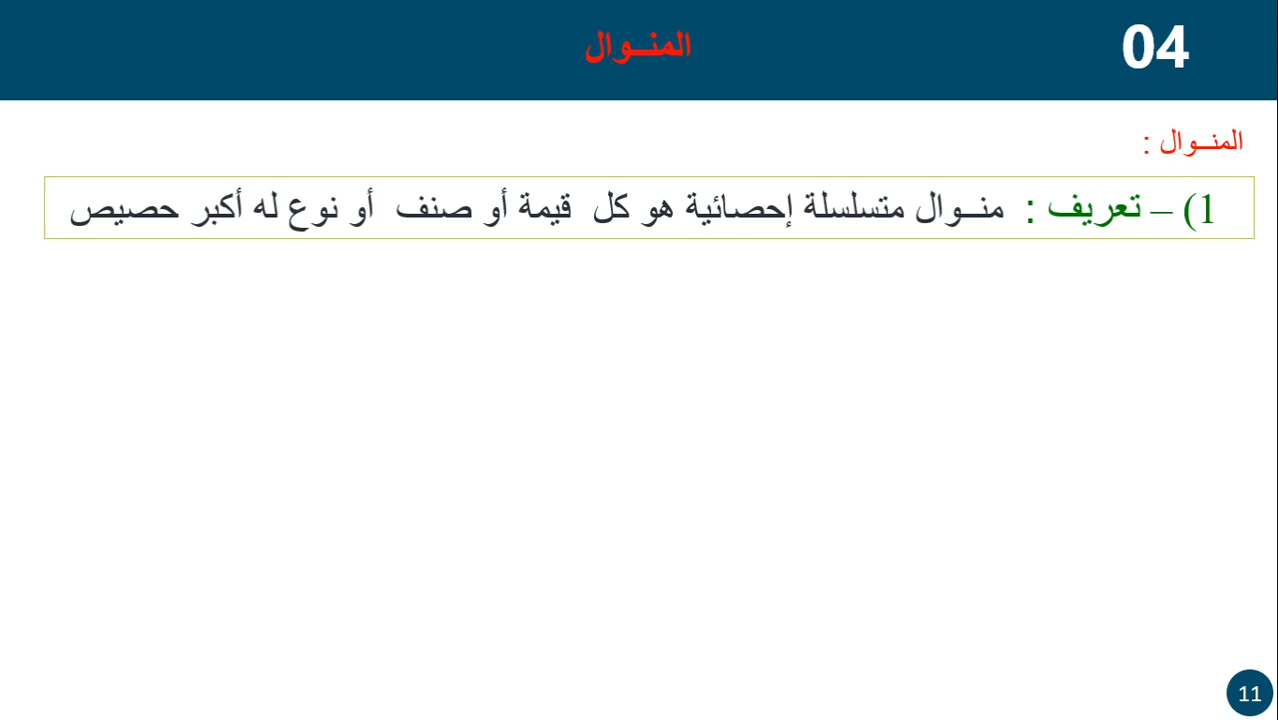 04
المنــوال
المنــوال :
1) – تعريف : منــوال متسلسلة إحصائية هو كل قيمة أو صنف أو نوع له أكبر حصيص
11